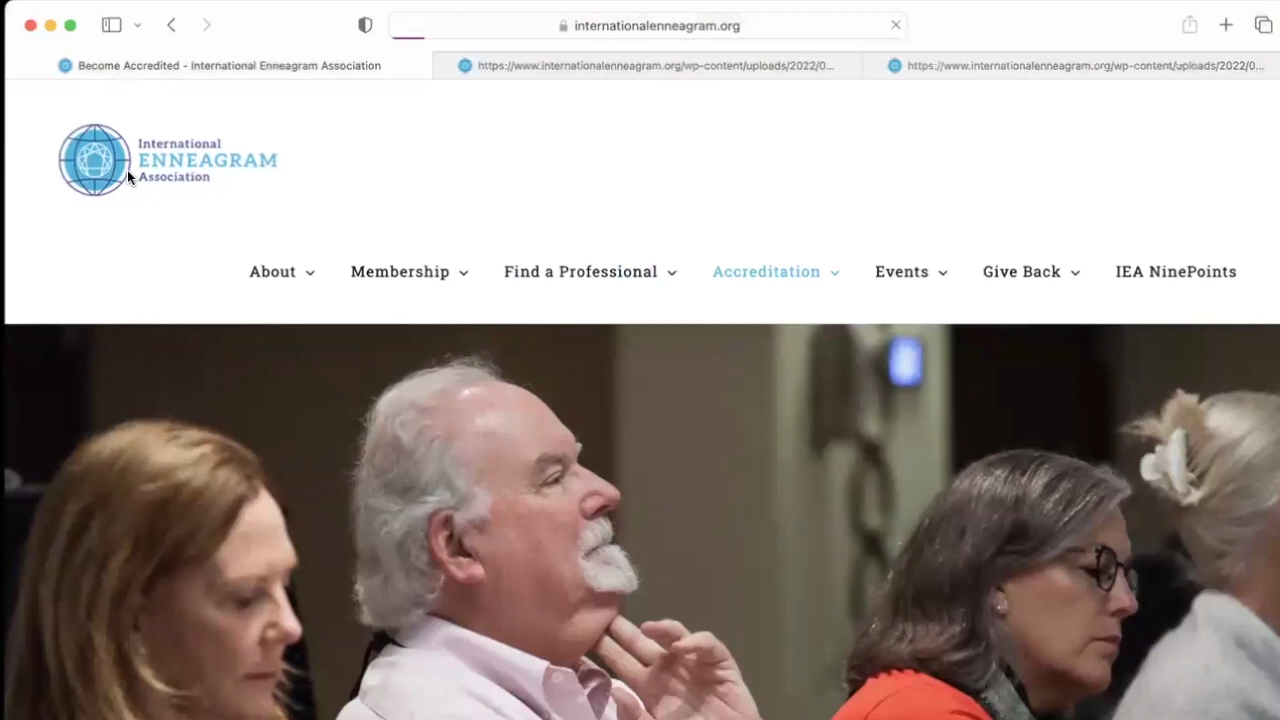 internationalenneagram.org
Become Accredited - International Enneagram Association
https://www.internationalenneagram.org/wp-content/uploads/2022/0...
https://www.internationalenneagram.org/wp-content/uploads/2022/0...
International
ENNEAGRAM
Association
About
Membership
Find a Professional
Accreditation
Events
Give Back
IEA NinePoints